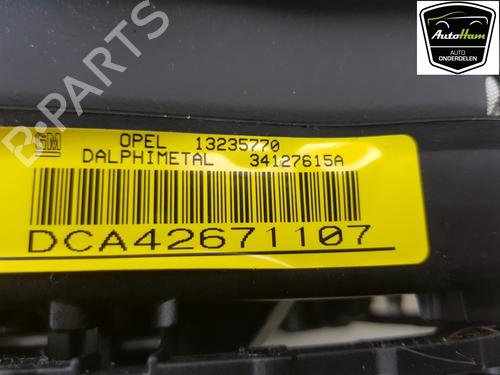 AutoHam
AUTO
ONDERDELEN
B-PARTS
GM OPEL 13235770
DALPHIMETAL 34127615A
DCA42671107